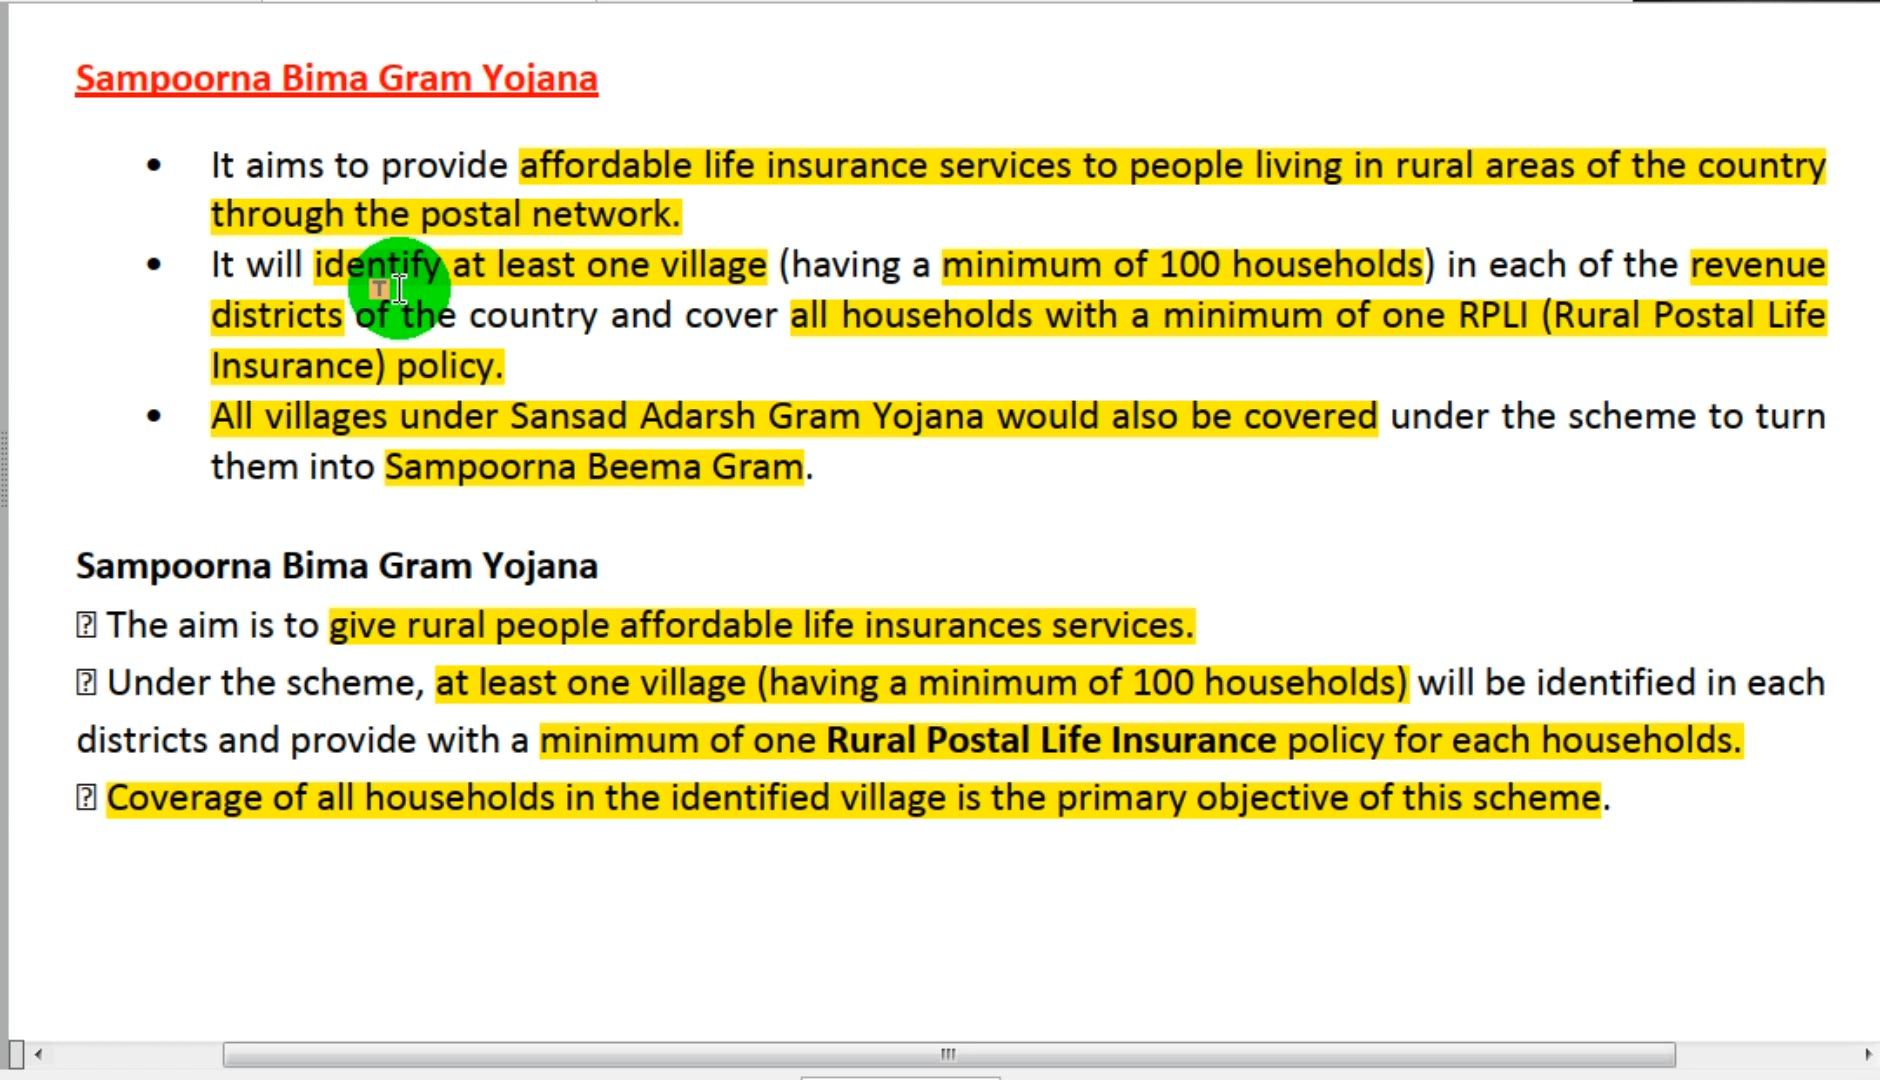 Sampoorna Bima Gram Yojana
• It aims to provide affordable life insurance services to people living in rural areas of the country
through the postal network.
• It will identify at least one village (having a minimum of 100 households) in each of the revenue
districts of the country and cover all households with a minimum of one RPLI (Rural Postal Life
Insurance) policy.
• All villages under Sansad Adarsh Gram Yojana would also be covered under the scheme to turn
them into Sampoorna Beema Gram.
Sampoorna Bima Gram Yojana
⍰ The aim is to give rural people affordable life insurances services.
⍰ Under the scheme, at least one village (having a minimum of 100 households) will be identified in each
districts and provide with a minimum of one Rural Postal Life Insurance policy for each households.
⍰ Coverage of all households in the identified village is the primary objective of this scheme.